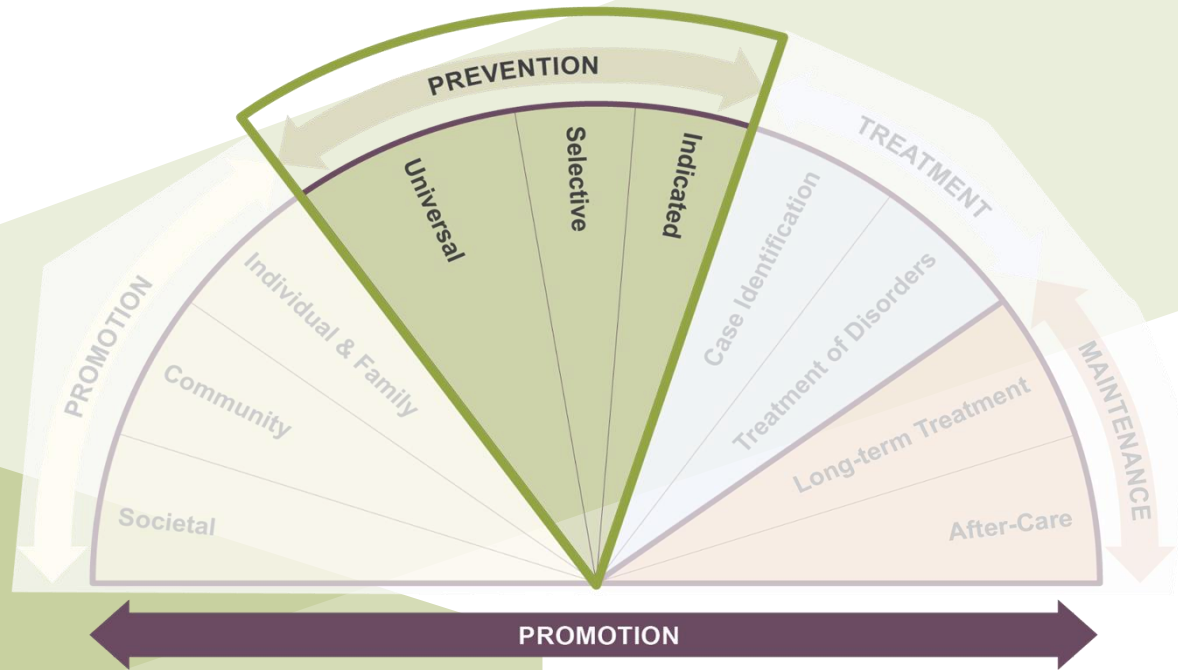 PREVENTION
TREATMENT
PROMOTION
MAINTENANCE
Societal
Community
Individual & Family
Universal
Selective
Indicated
Case Identification
Treatment of Disorders
Long-term Treatment
After-Care
PROMOTION